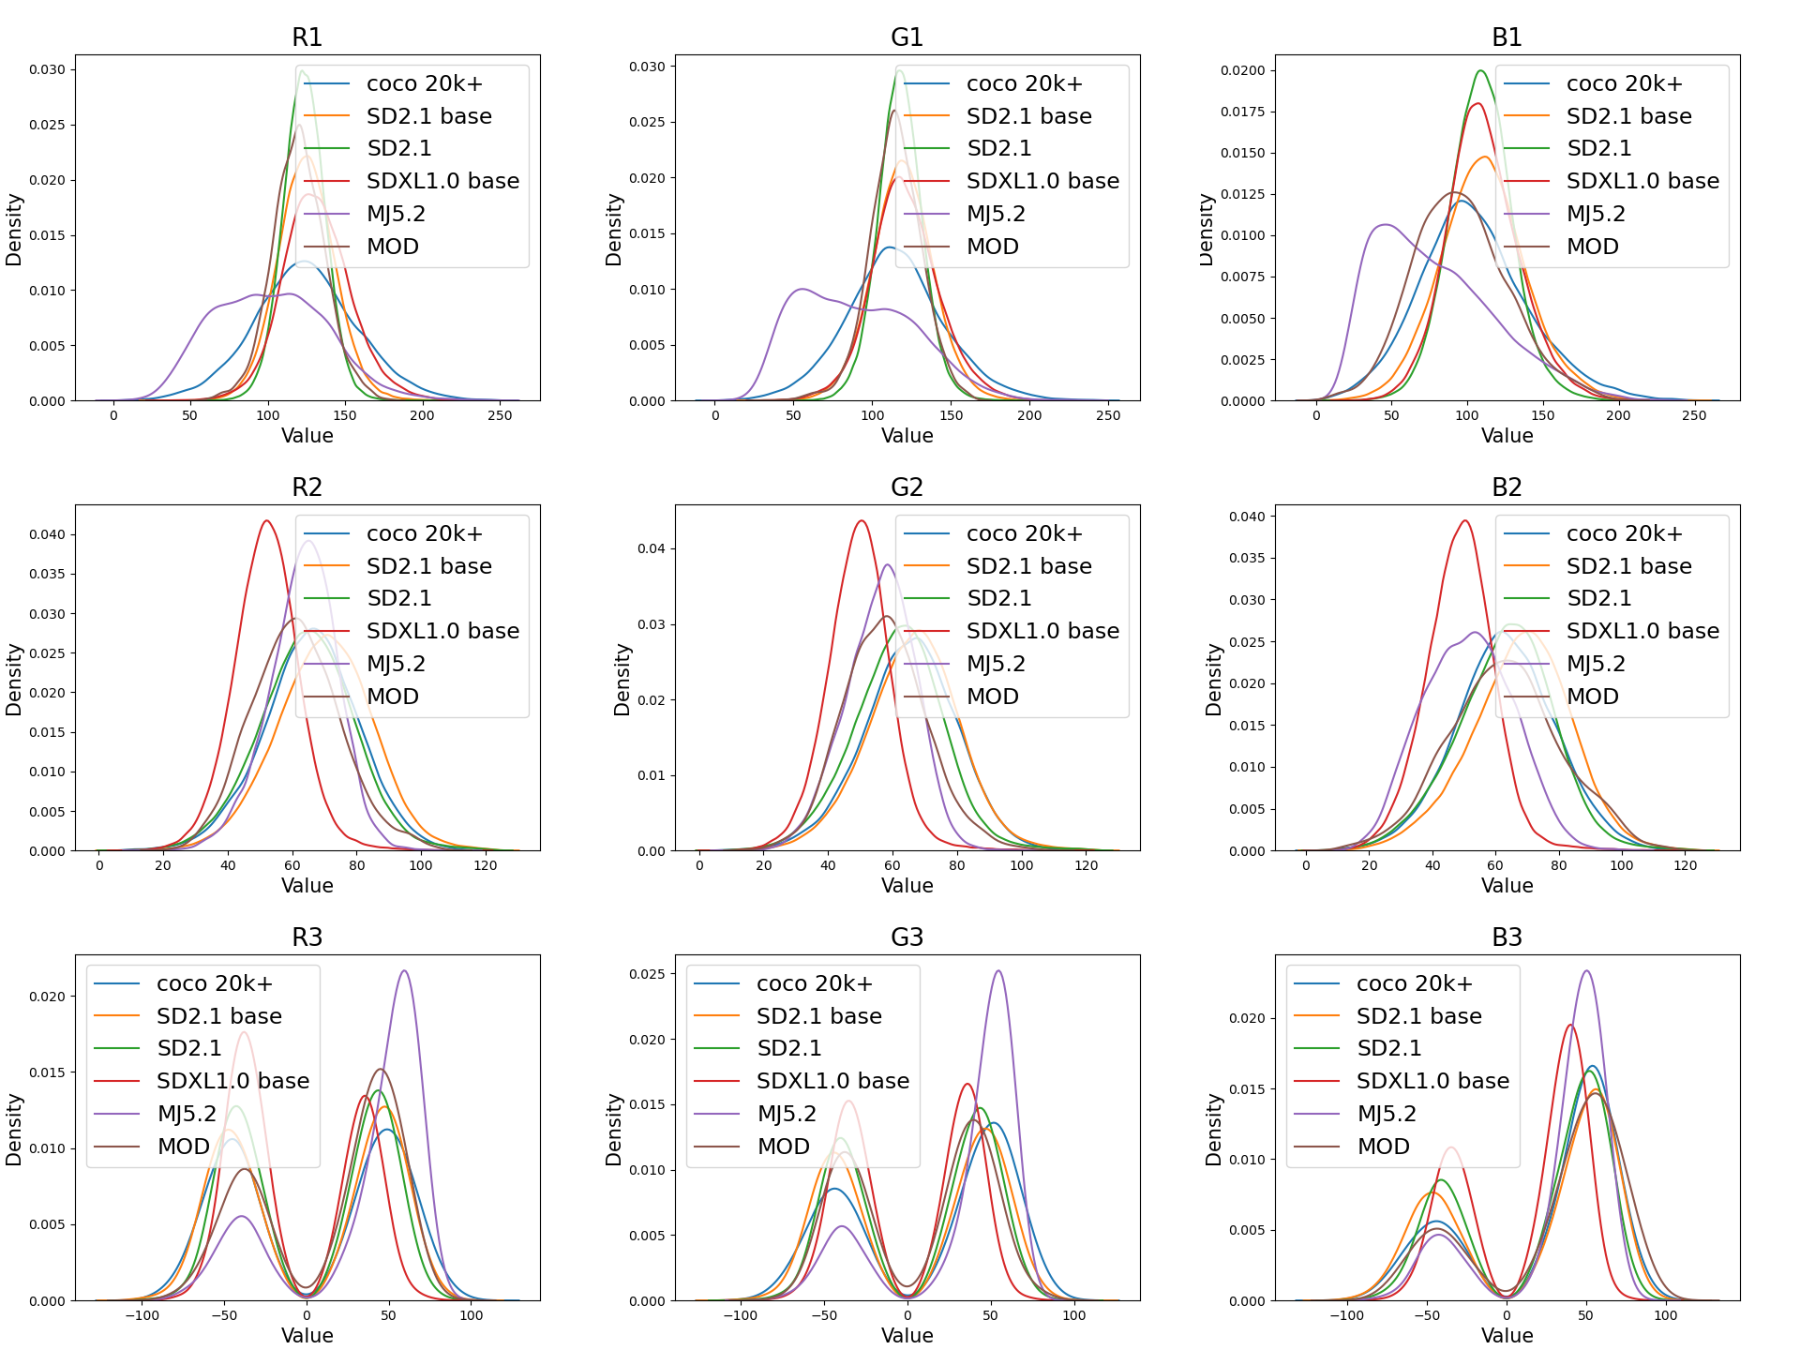 R1
0.030
0.025
0.020
0.015
0.010
0.005
0.000
Density
0
50
100
150
200
250
Value
coco 20k+
SD2.1 base
SD2.1
SDXL1.0 base
MJ5.2
MOD
G1
0.030
0.025
0.020
0.015
0.010
0.005
0.000
Density
0
50
100
150
200
250
Value
coco 20k+
SD2.1 base
SD2.1
SDXL1.0 base
MJ5.2
MOD
B1
0.0200
0.0175
0.0150
0.0125
0.0100
0.0075
0.0050
0.0025
0.0000
Density
0
50
100
150
200
250
Value
coco 20k+
SD2.1 base
SD2.1
SDXL1.0 base
MJ5.2
MOD
R2
0.040
0.035
0.030
0.025
0.020
0.015
0.010
0.005
0.000
Density
0
20
40
60
80
100
120
Value
coco 20k+
SD2.1 base
SD2.1
SDXL1.0 base
MJ5.2
MOD
G2
0.04
0.03
0.02
0.01
0.00
Density
0
20
40
60
80
100
120
Value
coco 20k+
SD2.1 base
SD2.1
SDXL1.0 base
MJ5.2
MOD
B2
0.040
0.035
0.030
0.025
0.020
0.015
0.010
0.005
0.000
Density
0
20
40
60
80
100
120
Value
coco 20k+
SD2.1 base
SD2.1
SDXL1.0 base
MJ5.2
MOD
R3
0.020
0.015
0.010
0.005
0.000
Density
−100
−50
0
50
100
Value
coco 20k+
SD2.1 base
SD2.1
SDXL1.0 base
MJ5.2
MOD
G3
0.025
0.020
0.015
0.010
0.005
0.000
Density
−100
−50
0
50
100
Value
coco 20k+
SD2.1 base
SD2.1
SDXL1.0 base
MJ5.2
MOD
B3
0.020
0.015
0.010
0.005
0.000
Density
−100
−50
0
50
100
Value
coco 20k+
SD2.1 base
SD2.1
SDXL1.0 base
MJ5.2
MOD